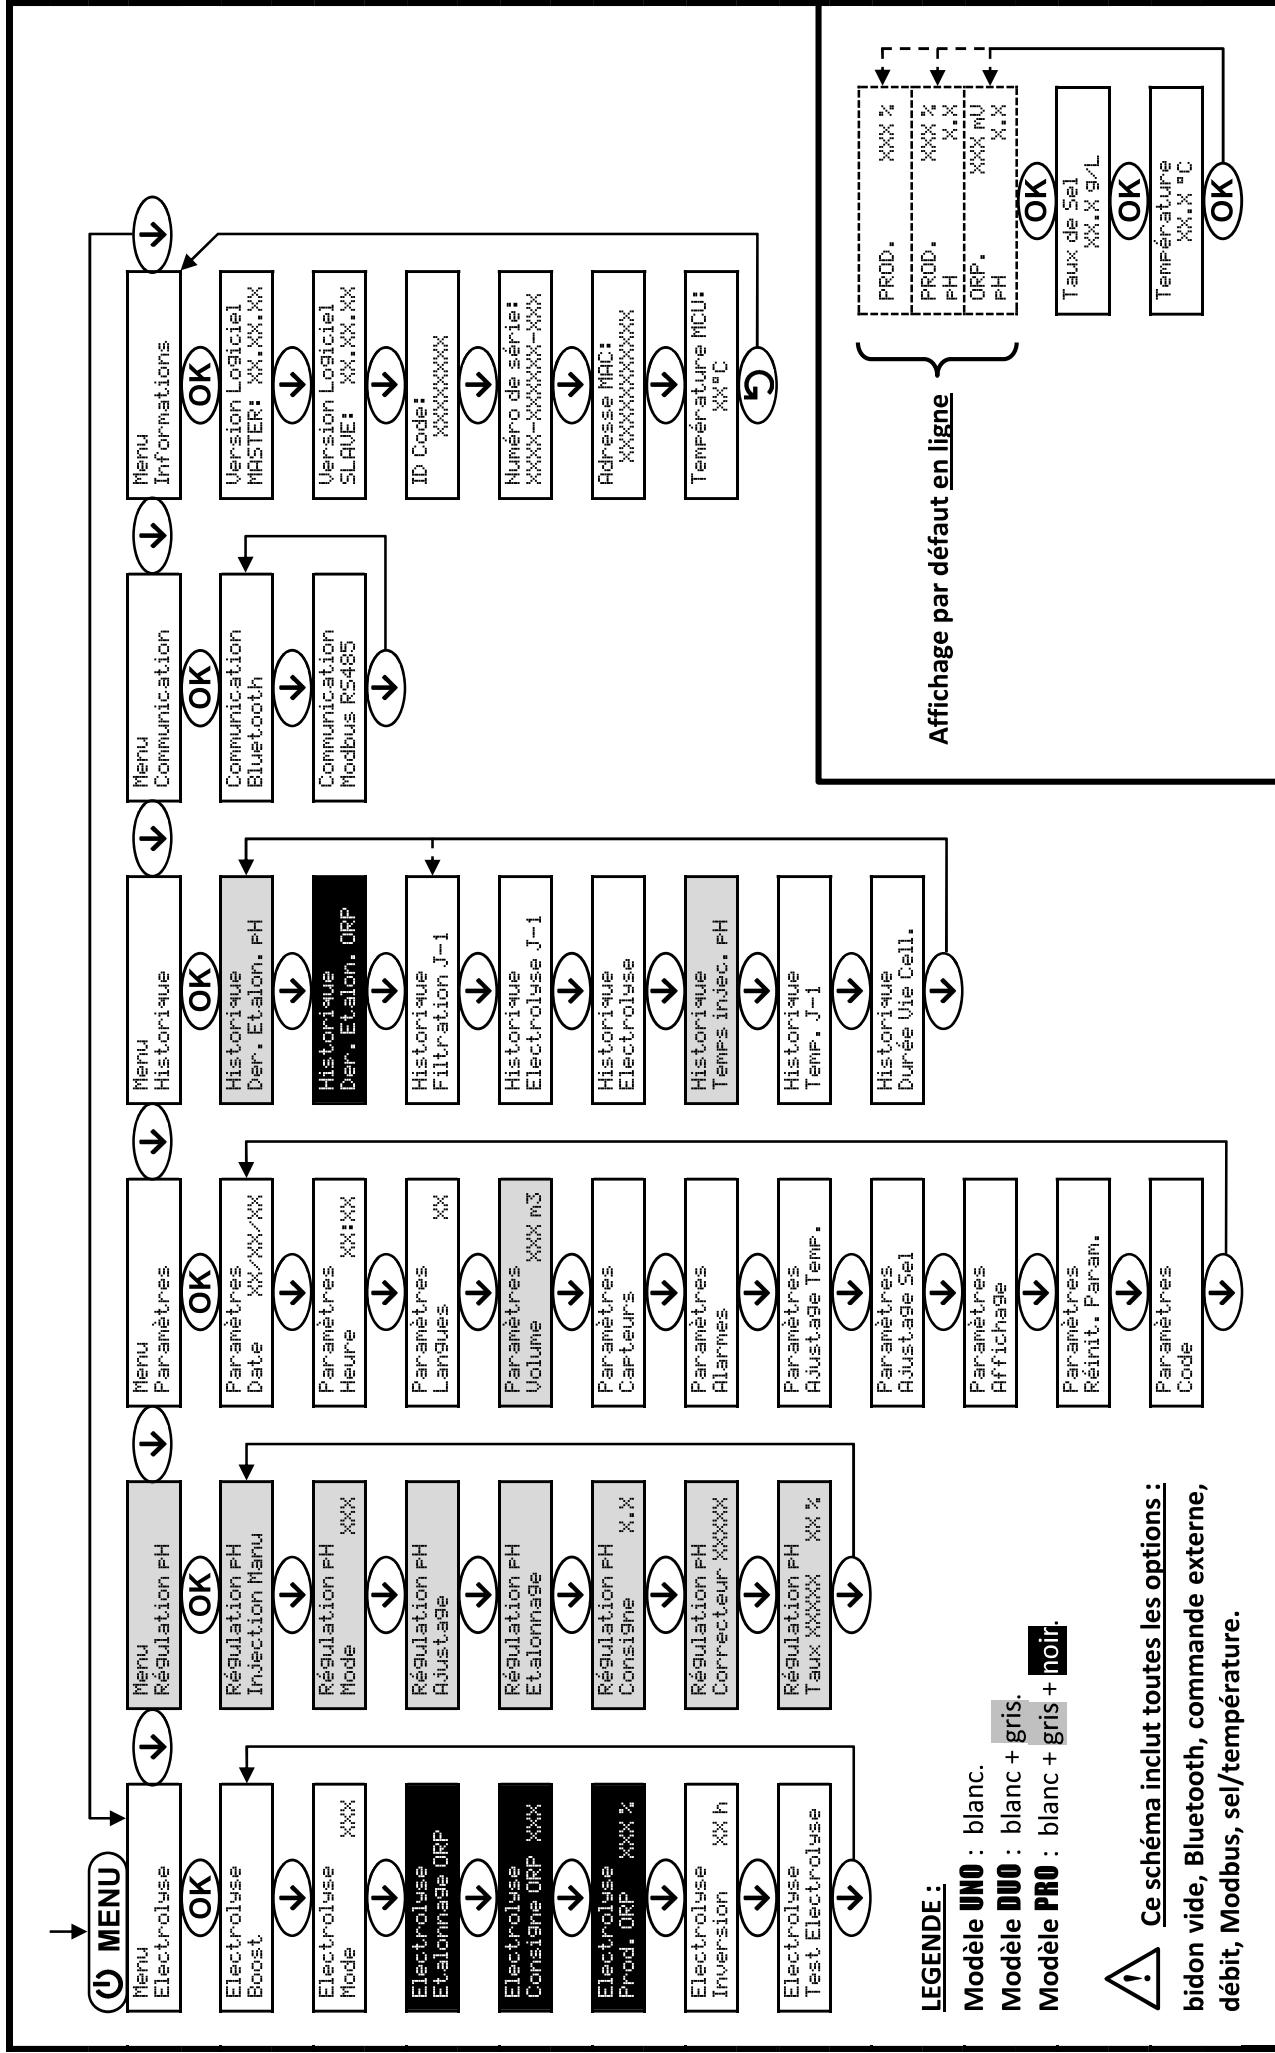 MENU
Menu
Electrolyse
OK
Electrolyse
Boost
Electrolyse
Mode XXX
Electrolyse
Etalonnage ORP
Electrolyse
Consigne ORP XXX
Electrolyse
Prod. ORP XXX %
Electrolyse
Inversion XX h
Electrolyse
Test Electrolyse
Menu
Régulation pH
OK
Régulation pH
Injection Manu
Régulation pH
Mode XXX
Régulation pH
Ajustage
Régulation pH
Etalonnage
Régulation pH
Consigne X.X
Régulation pH
Correcteur XXXXX
Régulation pH
Taux XXXXX XX %
Menu
Paramètres
OK
Paramètres
Date XX/XX/XX
Paramètres
Heure XX:XX
Paramètres
Langues XX
Paramètres
Volume XXX m3
Paramètres
Capteurs
Paramètres
Alarmes
Paramètres
Ajustage Temp.
Paramètres
Ajustage Sel
Paramètres
Affichage
Paramètres
Réinit. Param.
Paramètres
Code
Menu
Historique
OK
Historique
Der. Etalon. pH
Historique
Der. Etalon. ORP
Historique
Filtration J-1
Historique
Electrolyse J-1
Historique
Electrolyse
Historique
Temps injec. pH
Historique
Temp. J-1
Historique
Durée Vie Cell.
Menu
Communication
OK
Communication
Bluetooth
Communication
Modbus RS485
Menu
Informations
OK
Version Logiciel
MASTER: XX.XX.XX
Version Logiciel
SLAVE: XX.XX.XX
ID Code:
XXXXXXXX
Numéro de série:
XXXX-XXXXXX-XXX
Adresse MAC:
XXXXXXXXXXXX
Température MCU:
XX°C
LEGENDE :
Modèle UNO : blanc.
Modèle DUO : blanc + gris.
Modèle PRO : blanc + gris + noir.
Ce schéma inclut toutes les options :
bidon vide, Bluetooth, commande externe,
débit, Modbus, sel/température.
Affichage par défaut en ligne
PROD. XXX %
PROD. XXX %
pH X.X
ORP. XXX mV
pH X.X
OK
Taux de Sel
XX.X g/L
OK
Température
XX.X °C
OK